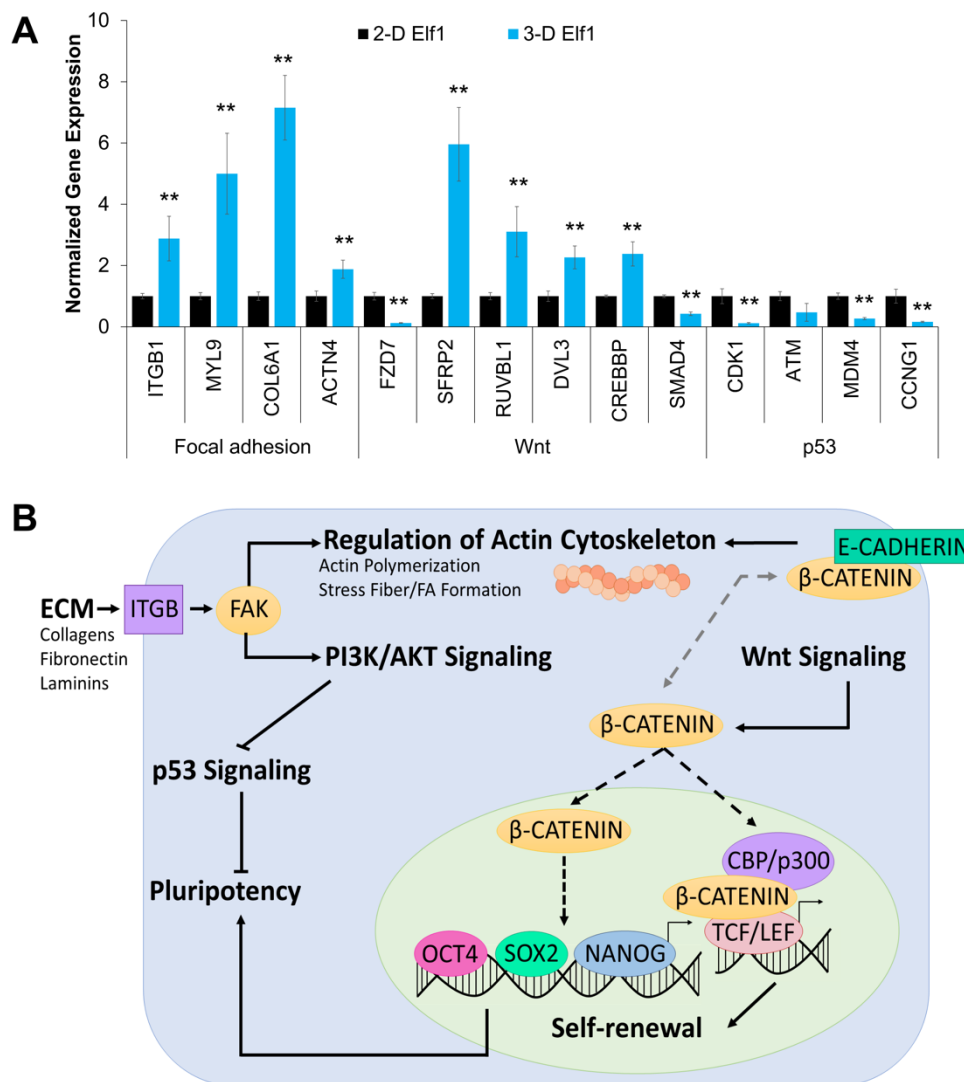 A
10
8
6
4
2
0
Normalized Gene Expression
2-D Elf1 3-D Elf1
** ** ** ** ** ** ** ** ** ** ** ** **
ITGB1 MYL9 COL6A1 ACTN4 FZD7 SFRP2 RUVBL1 DVL3 CREBBP SMAD4 CDK1 ATM MDM4 CCNG1
Focal adhesion Wnt p53
B
Regulation of Actin Cytoskeleton
Actin Polymerization
Stress Fiber/FA Formation
E-CADHERIN
β-CATENIN
ECM
Collagens
Fibronectin
Laminins
ITGB
FAK
PI3K/AKT Signaling
Wnt Signaling
β-CATENIN
p53 Signaling
β-CATENIN
CBP/p300
β-CATENIN
TCF/LEF
Pluripotency
OCT4 SOX2 NANOG
Self-renewal